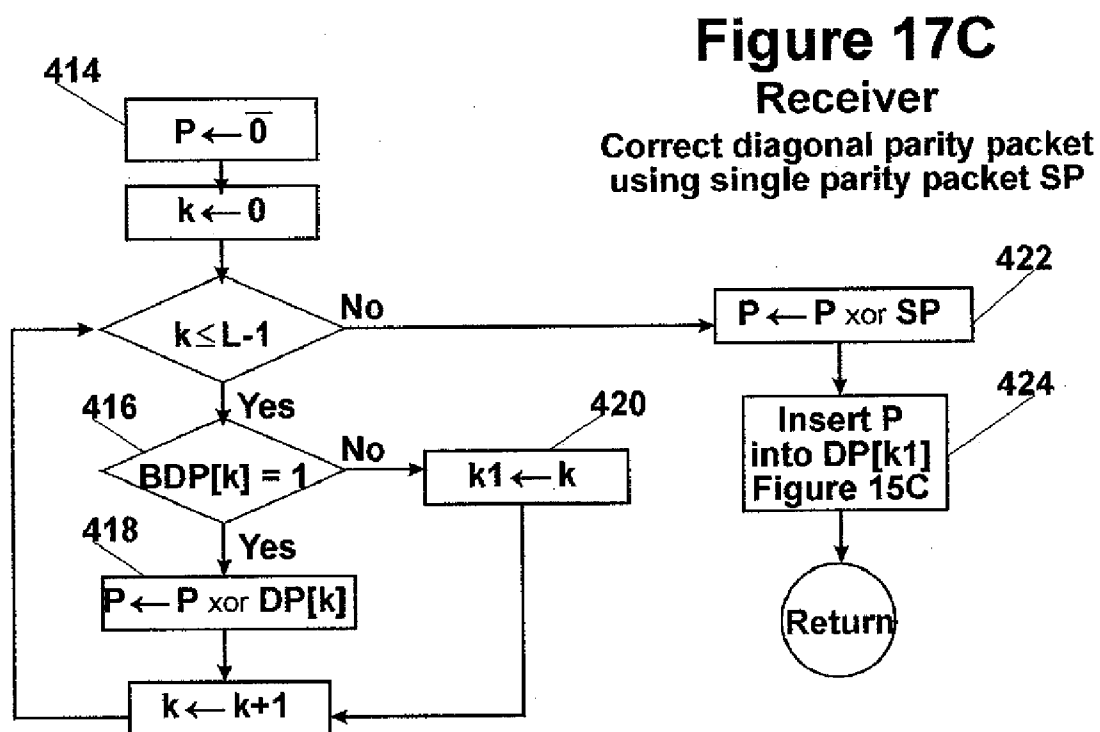 Figure 17C
Receiver
Correct diagonal parity packet
using single parity packet SP
414
P ← 0̅
k ← 0
k ≤ L-1
No
Yes
416
BDP[k] = 1
No
420
k1 ← k
Yes
418
P ← P xor DP[k]
k ← k+1
422
P ← P xor SP
424
Insert P
into DP[k1]
Figure 15C
Return